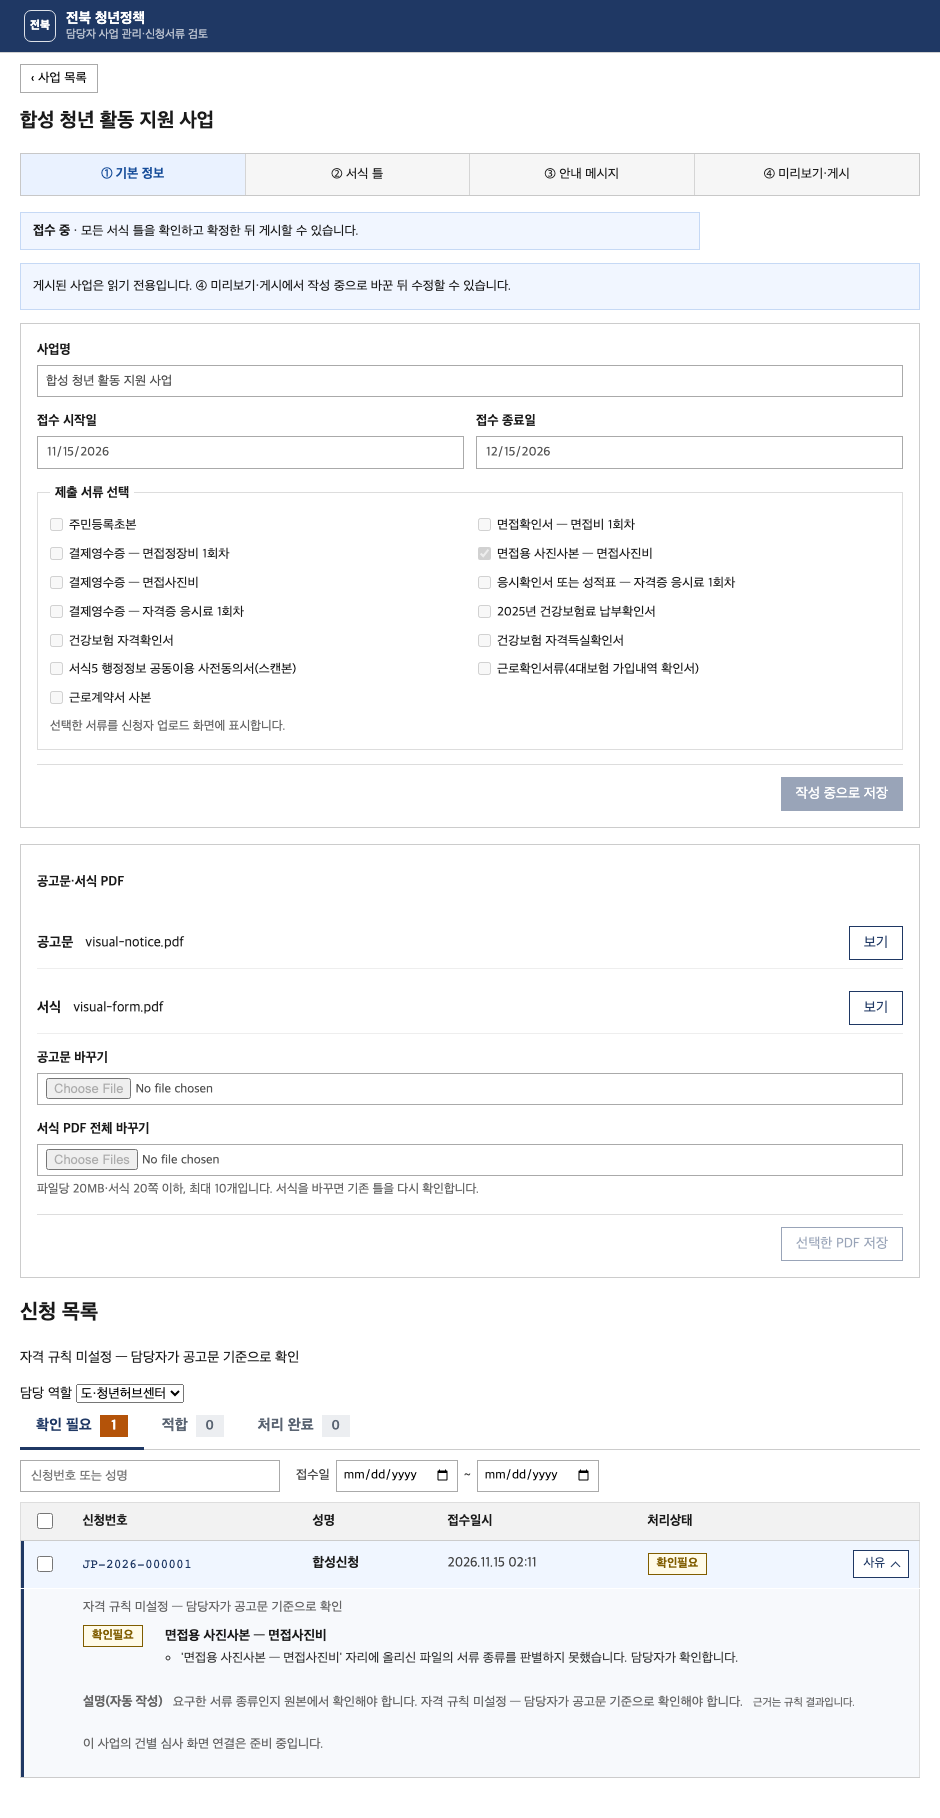 전북
전북 청년정책
담당자 사업 관리·신청서류 검토
‹ 사업 목록
합성 청년 활동 지원 사업
① 기본 정보
② 서식 틀
③ 안내 메시지
④ 미리보기·게시
접수 중 · 모든 서식 틀을 확인하고 확정한 뒤 게시할 수 있습니다.
게시된 사업은 읽기 전용입니다. ④ 미리보기·게시에서 작성 중으로 바꾼 뒤 수정할 수 있습니다.
사업명
합성 청년 활동 지원 사업
접수 시작일
접수 종료일
11/15/2026
12/15/2026
제출 서류 선택
주민등록초본
면접확인서 — 면접비 1회차
결제영수증 — 면접정장비 1회차
면접용 사진사본 — 면접사진비
결제영수증 — 면접사진비
응시확인서 또는 성적표 — 자격증 응시료 1회차
결제영수증 — 자격증 응시료 1회차
2025년 건강보험료 납부확인서
건강보험 자격확인서
건강보험 자격득실확인서
서식5 행정정보 공동이용 사전동의서(스캔본)
근로확인서류(4대보험 가입내역 확인서)
근로계약서 사본
선택한 서류를 신청자 업로드 화면에 표시합니다.
작성 중으로 저장
공고문·서식 PDF
공고문 visual-notice.pdf
보기
서식 visual-form.pdf
보기
공고문 바꾸기
Choose File No file chosen
서식 PDF 전체 바꾸기
Choose Files No file chosen
파일당 20MB·서식 20쪽 이하, 최대 10개입니다. 서식을 바꾸면 기존 틀을 다시 확인합니다.
선택한 PDF 저장
신청 목록
자격 규칙 미설정 — 담당자가 공고문 기준으로 확인
담당 역할 도·청년허브센터
확인 필요 1
적합 0
처리 완료 0
신청번호 또는 성명
접수일 mm/dd/yyyy ~ mm/dd/yyyy
신청번호 성명 접수일시 처리상태
JP-2026-000001 합성신청 2026.11.15 02:11 확인필요 사유
자격 규칙 미설정 — 담당자가 공고문 기준으로 확인
확인필요 면접용 사진사본 — 면접사진비
'면접용 사진사본 — 면접사진비' 자리에 올리신 파일의 서류 종류를 판별하지 못했습니다. 담당자가 확인합니다.
설명(자동 작성) 요구한 서류 종류인지 원본에서 확인해야 합니다. 자격 규칙 미설정 — 담당자가 공고문 기준으로 확인해야 합니다. 근거는 규칙 결과입니다.
이 사업의 건별 심사 화면 연결은 준비 중입니다.